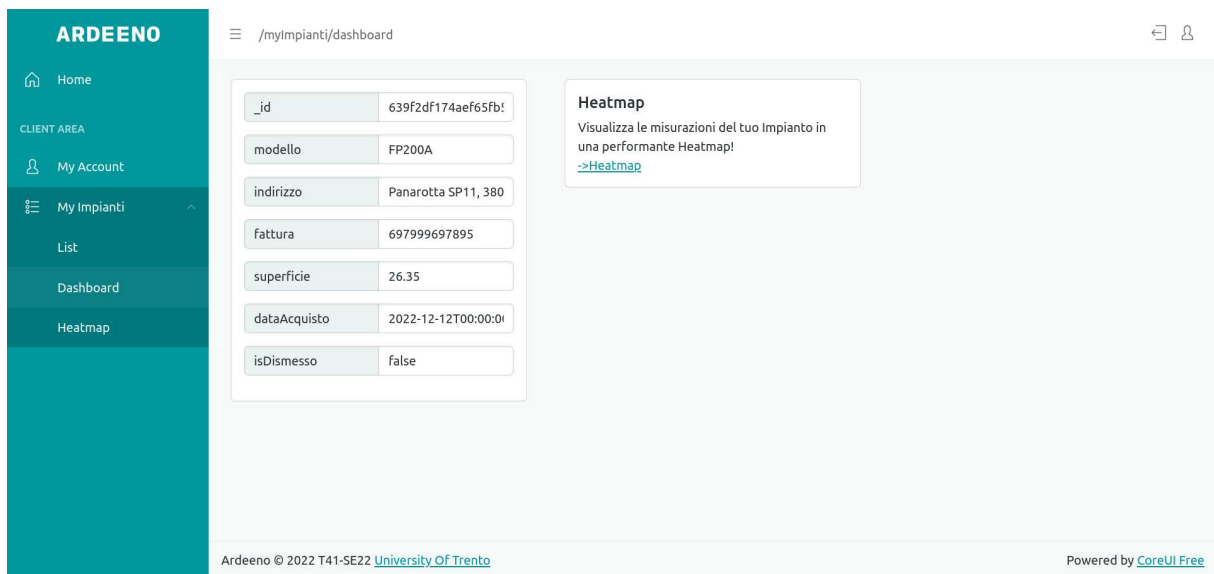 ARDEENO
/myImpianti/dashboard
Home
CLIENT AREA
My Account
My Impianti
List
Dashboard
Heatmap
_id 639f2df174aef65fb
modello FP200A
indirizzo Panarotta SP11, 380
fattura 697999697895
superficie 26.35
dataAcquisto 2022-12-12T00:00:0
isDismesso false
Heatmap
Visualizza le misurazioni del tuo Impianto in
una performante Heatmap!
->Heatmap
Ardeeno © 2022 T41-SE22 University Of Trento
Powered by CoreUI Free